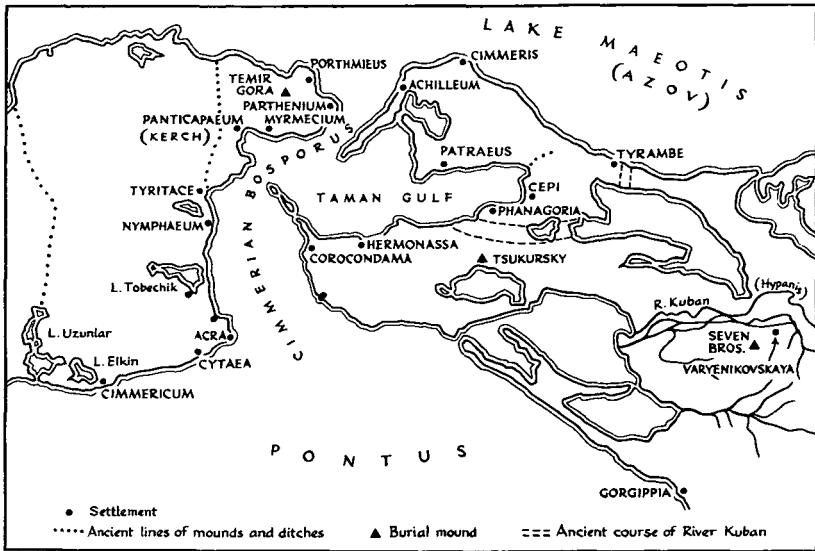 LAKE MAEOTIS
(AZOV)
CIMMERIS
PORTHMIEUS
TEMIR
GORA
ACHILLEUM
PARTHENIUM
PANTICAPAEUM
MYRMECIUM
(KERCH)
PATRAEUS
TYRAMBE
TYRITACE
CIMMERIAN BOSPORUS
TAMAN GULF
CEPI
PHANAGORIA
NYMPHAEUM
HERMONASSA
COROCONDAMA
TSUKURSKY
L. Tobechik
(Hypanis)
R. Kuban
L. Uzunlar
ACRA
SEVEN
BROS.
L. Elkin
CYTAEA
VARYENIKOVSKAYA
CIMMERICUM
PONTUS
GORGIPPIA
Settlement
Ancient lines of mounds and ditches
Burial mound
Ancient course of River Kuban